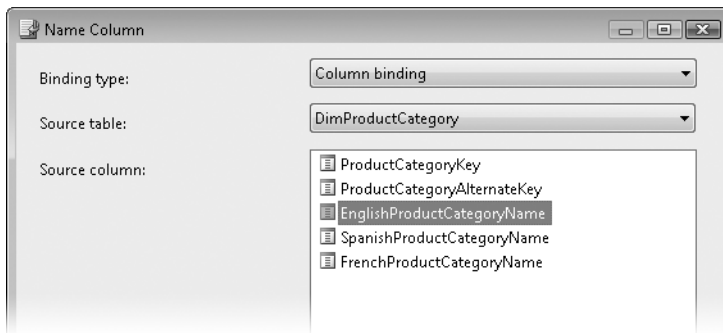 Name Column
Binding type: Column binding
Source table: DimProductCategory
Source column: ProductCategoryKey
ProductCategoryAlternateKey
EnglishProductCategoryName
SpanishProductCategoryName
FrenchProductCategoryName